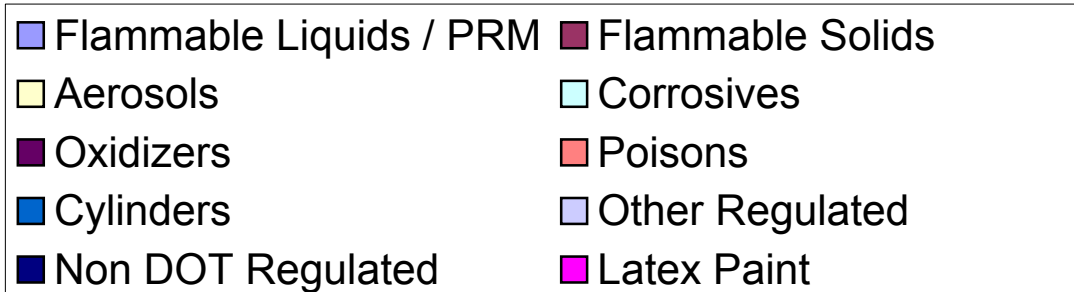 Flammable Liquids / PRM Flammable Solids
Aerosols Corrosives
Oxidizers Poisons
Cylinders Other Regulated
Non DOT Regulated Latex Paint